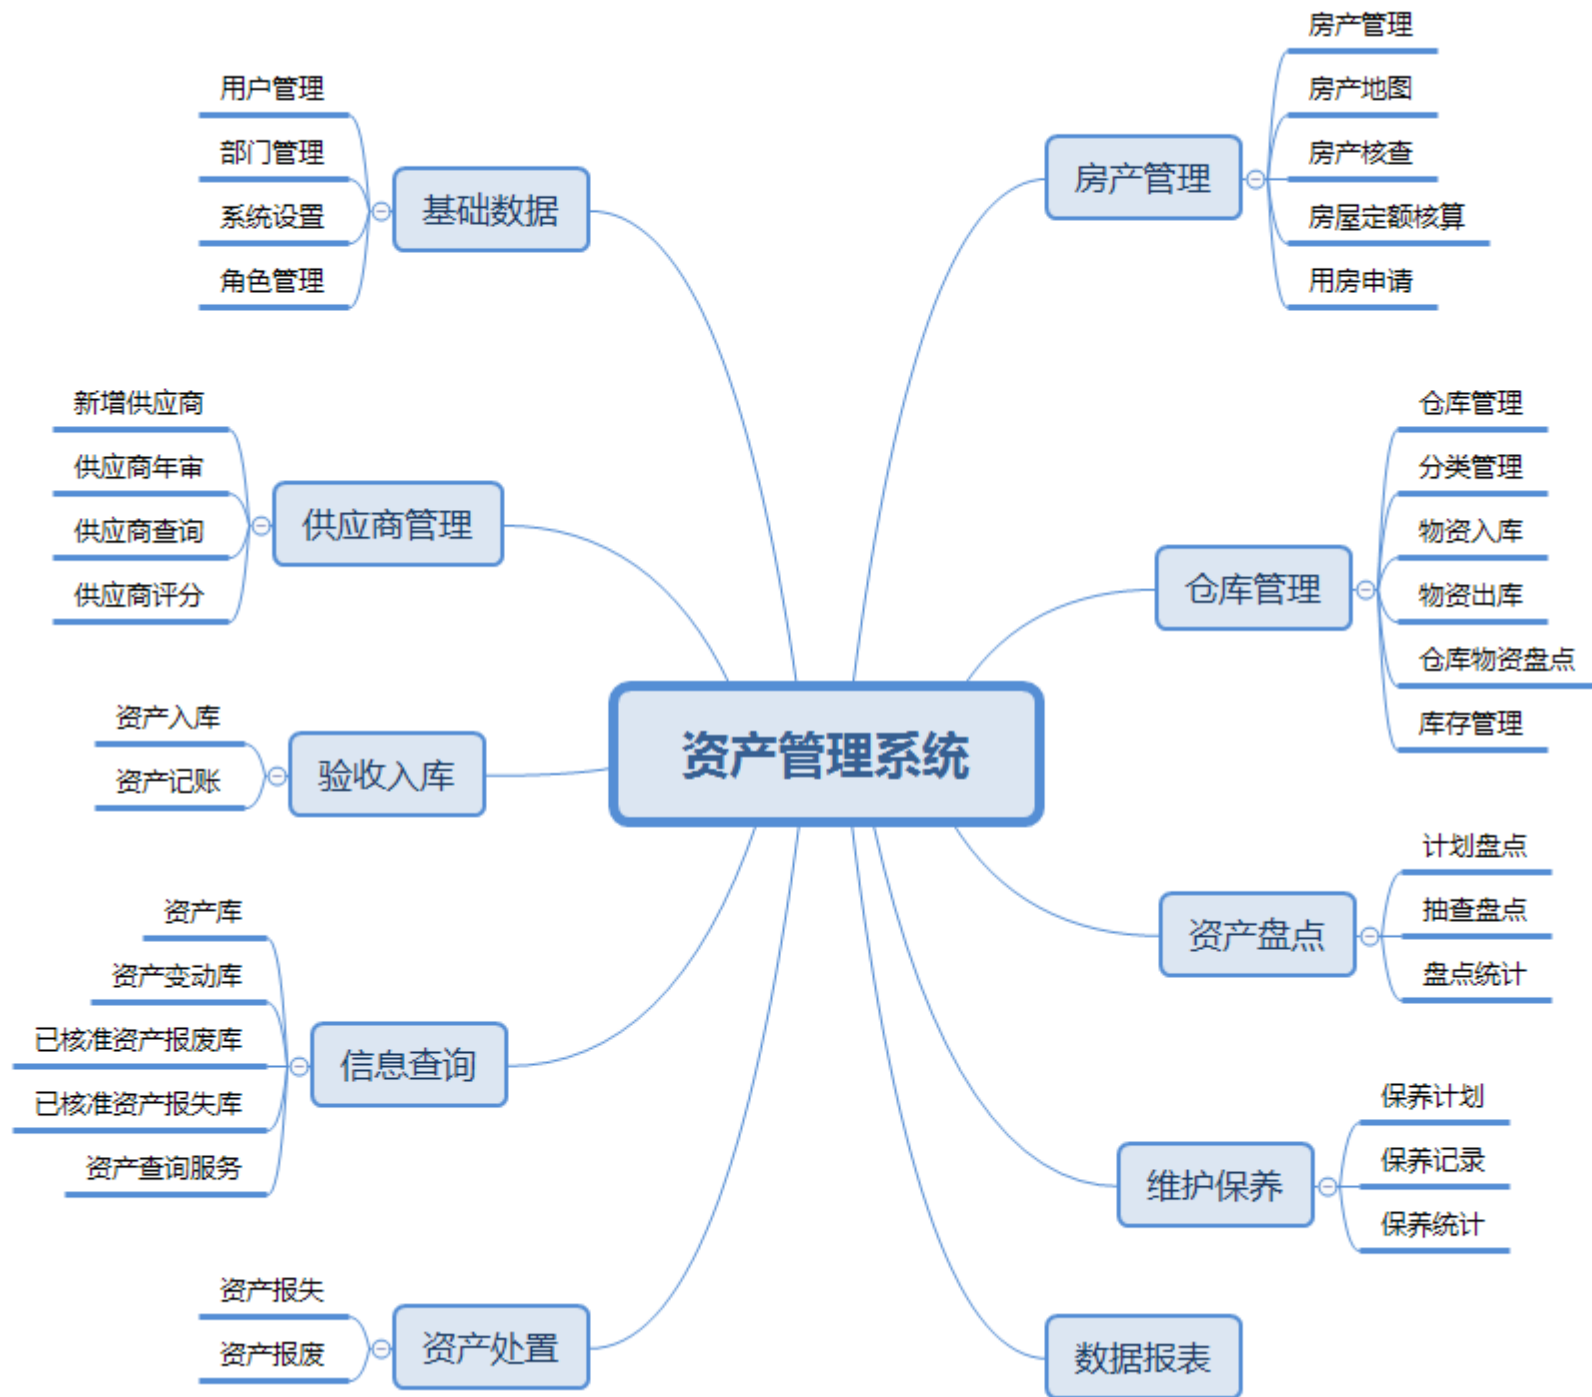 资产管理系统
房产管理
房产管理
房产地图
房产核查
房屋定额核算
用房申请
仓库管理
仓库管理
分类管理
物资入库
物资出库
仓库物资盘点
库存管理
资产盘点
计划盘点
抽查盘点
盘点统计
维护保养
保养计划
保养记录
保养统计
数据报表
基础数据
用户管理
部门管理
系统设置
角色管理
供应商管理
新增供应商
供应商年审
供应商查询
供应商评分
验收入库
资产入库
资产记账
信息查询
资产库
资产变动库
已核准资产报废库
已核准资产报失库
资产查询服务
资产处置
资产报失
资产报废